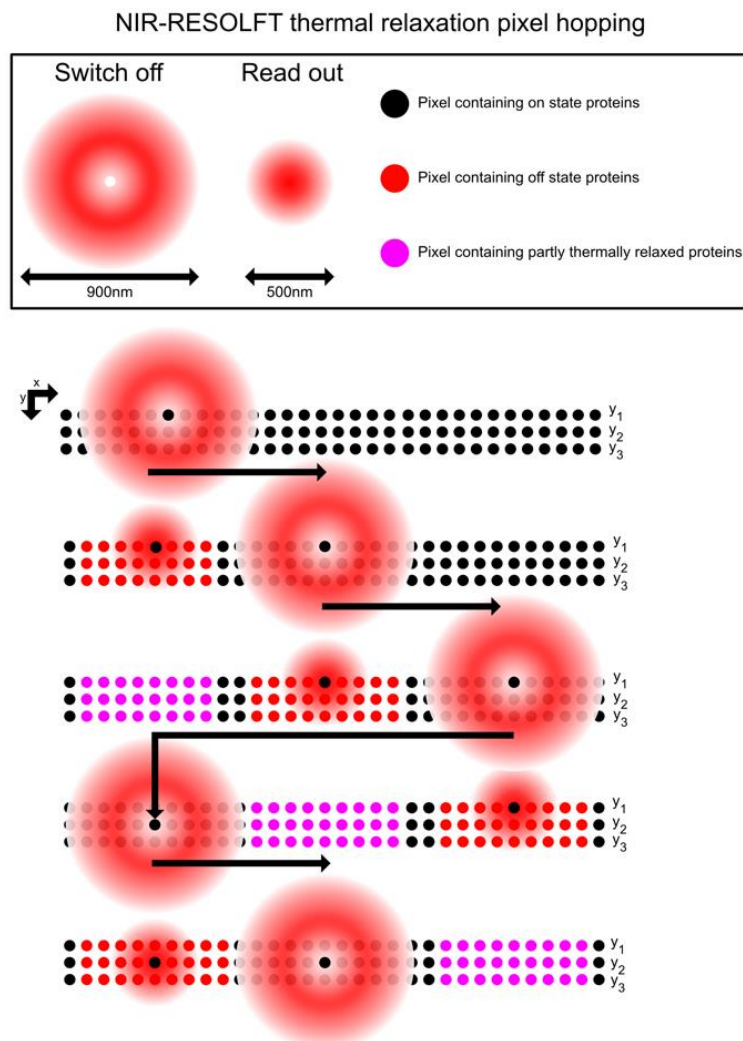 NIR-RESOLFT thermal relaxation pixel hopping
Switch off
Read out
900nm
500nm
Pixel containing on state proteins
Pixel containing off state proteins
Pixel containing partly thermally relaxed proteins
x
y
y1
y2
y3
y1
y2
y3
y1
y2
y3
y1
y2
y3
y1
y2
y3